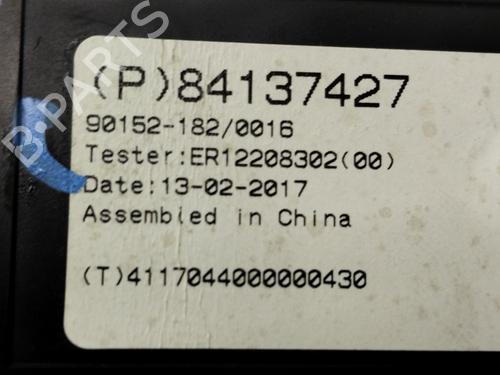 (P)84137427
90152-182/0016
Tester:ER12208302(00)
Date:13-02-2017
Assembled in China
(T)4117044000000430
B-PARTS